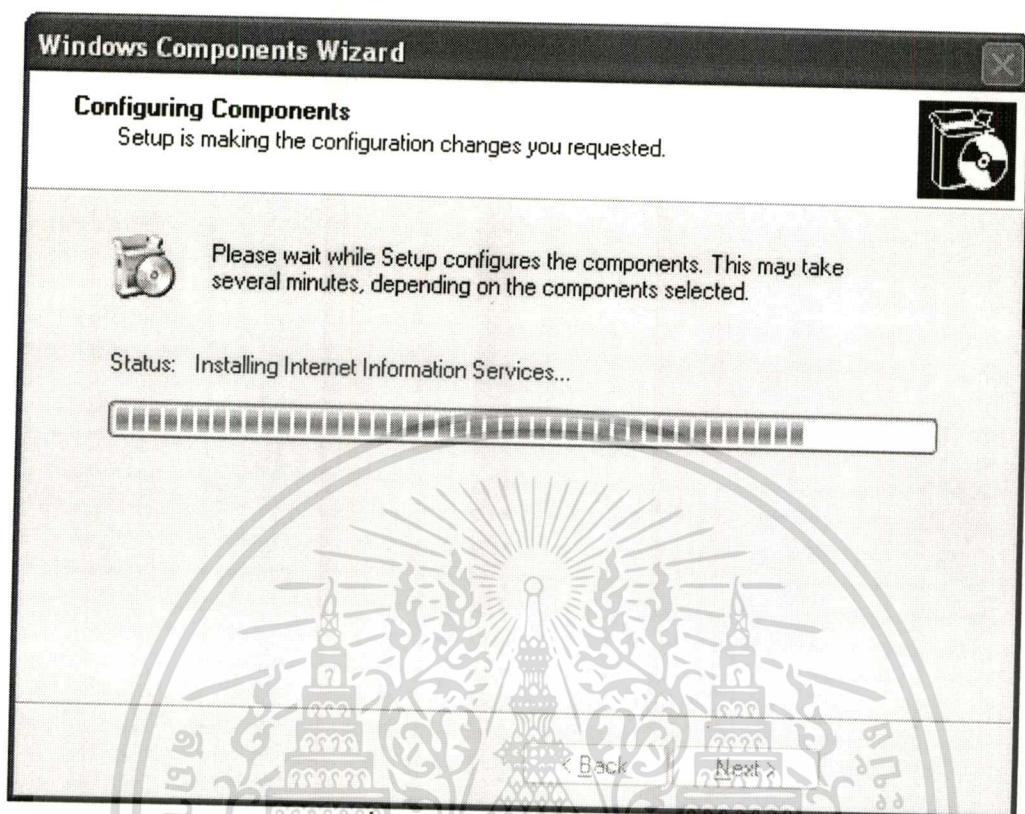 Windows Components Wizard
Configuring Components
Setup is making the configuration changes you requested.
Please wait while Setup configures the components. This may take
several minutes, depending on the components selected.
Status: Installing Internet Information Services...
< Back Next >